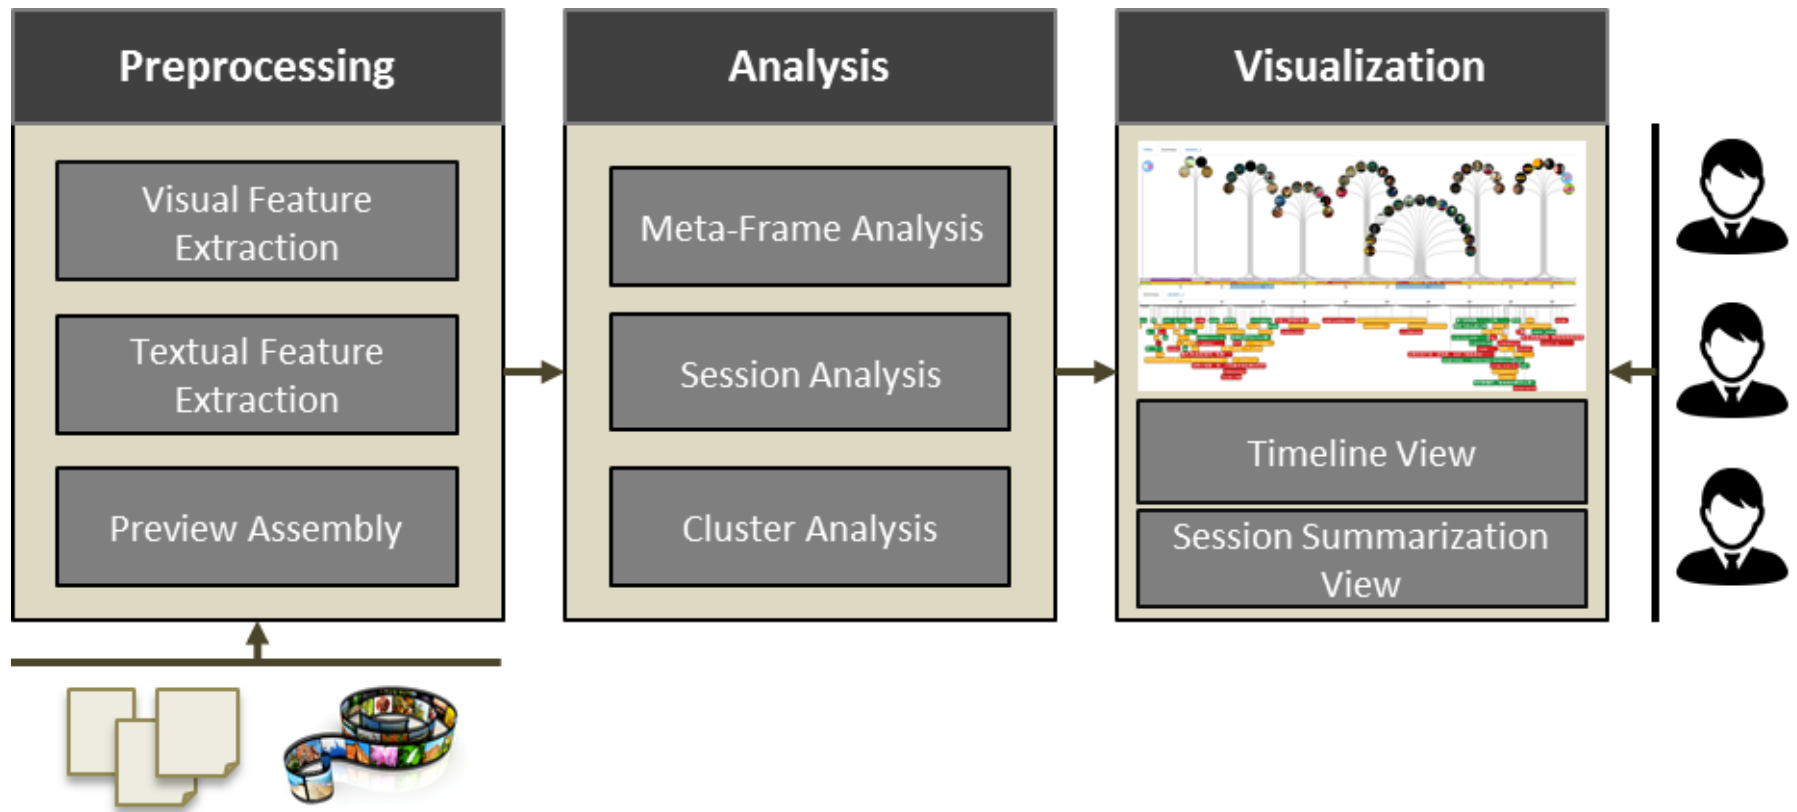 Preprocessing
Visual Feature
Extraction
Textual Feature
Extraction
Preview Assembly
Analysis
Meta-Frame Analysis
Session Analysis
Cluster Analysis
Visualization
Timeline View
Session Summarization
View